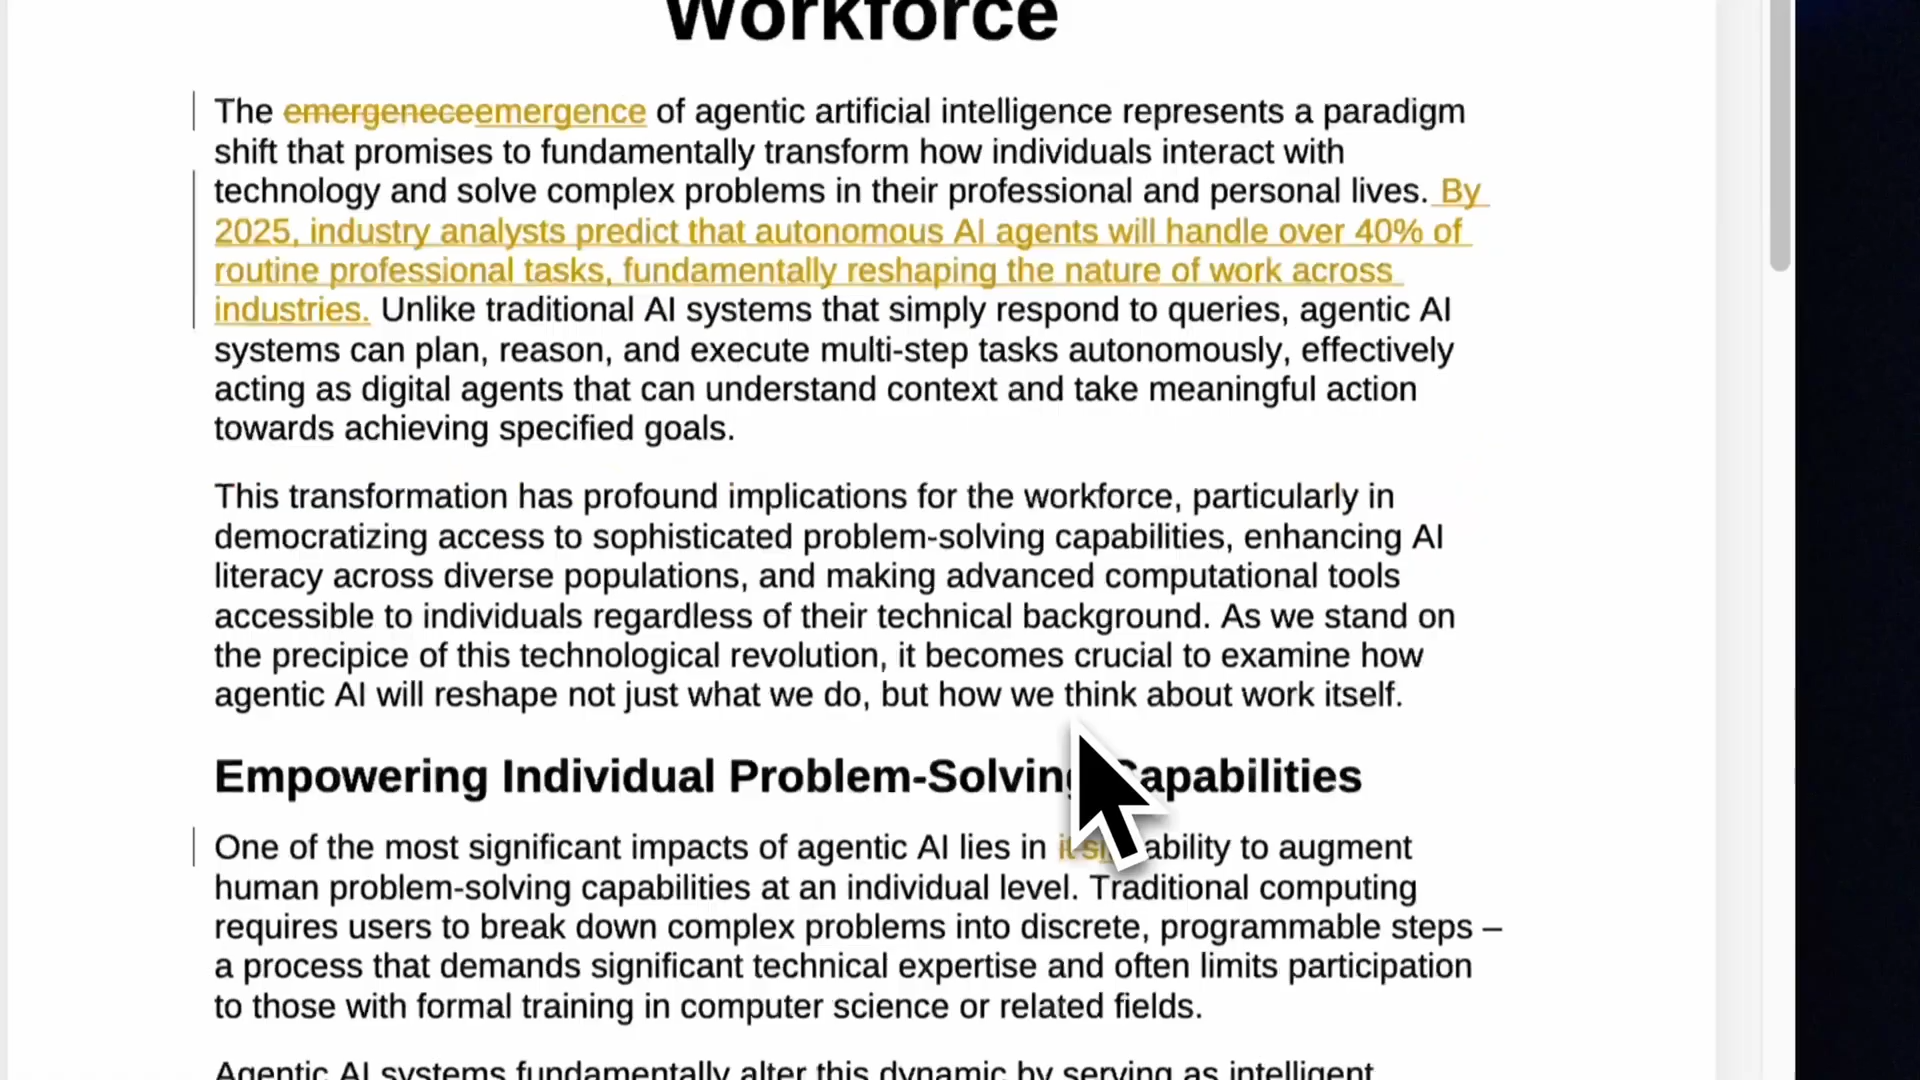 Workforce
The emergeneceemergence of agentic artificial intelligence represents a paradigm
shift that promises to fundamentally transform how individuals interact with
technology and solve complex problems in their professional and personal lives. By
2025, industry analysts predict that autonomous AI agents will handle over 40% of
routine professional tasks, fundamentally reshaping the nature of work across
industries. Unlike traditional AI systems that simply respond to queries, agentic AI
systems can plan, reason, and execute multi-step tasks autonomously, effectively
acting as digital agents that can understand context and take meaningful action
towards achieving specified goals.
This transformation has profound implications for the workforce, particularly in
democratizing access to sophisticated problem-solving capabilities, enhancing AI
literacy across diverse populations, and making advanced computational tools
accessible to individuals regardless of their technical background. As we stand on
the precipice of this technological revolution, it becomes crucial to examine how
agentic AI will reshape not just what we do, but how we think about work itself.
Empowering Individual Problem-Solving Capabilities
One of the most significant impacts of agentic AI lies in ability to augment
human problem-solving capabilities at an individual level. Traditional computing
requires users to break down complex problems into discrete, programmable steps –
a process that demands significant technical expertise and often limits participation
to those with formal training in computer science or related fields.
Agentic AI systems fundamentally alter this dynamic by serving as intelligent